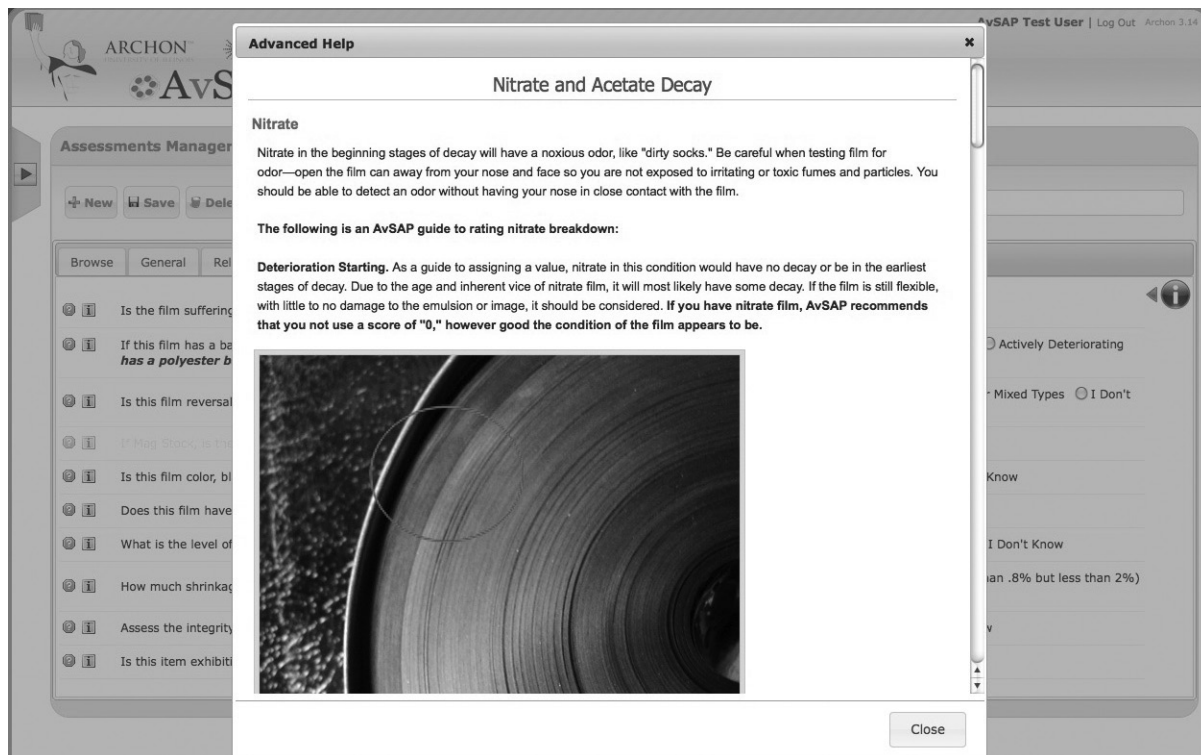 AvSAP Test User | Log Out Archon 3.14
ARCHON™
UNIVERSITY OF ILLINOIS
AvS
Advanced Help
Nitrate and Acetate Decay
Nitrate
Nitrate in the beginning stages of decay will have a noxious odor, like "dirty socks." Be careful when testing film for
odor—open the film can away from your nose and face so you are not exposed to irritating or toxic fumes and particles. You
should be able to detect an odor without having your nose in close contact with the film.
The following is an AvSAP guide to rating nitrate breakdown:
Deterioration Starting. As a guide to assigning a value, nitrate in this condition would have no decay or be in the earliest
stages of decay. Due to the age and inherent vice of nitrate film, it will most likely have some decay. If the film is still flexible,
with little to no damage to the emulsion or image, it should be considered. If you have nitrate film, AvSAP recommends
that you not use a score of "0," however good the condition of the film appears to be.
Close
Assessments Manager
New Save Dele
Browse General Rel
Is the film suffering
If this film has a ba
has a polyester b
Actively Deteriorating
Is this film reversal
r Mixed Types I Don't
If Mag Stock, is the
Is this film color, bl
Know
Does this film have
What is the level of
I Don't Know
How much shrinkag
an .8% but less than 2%)
Assess the integrity
w
Is this item exhibiti